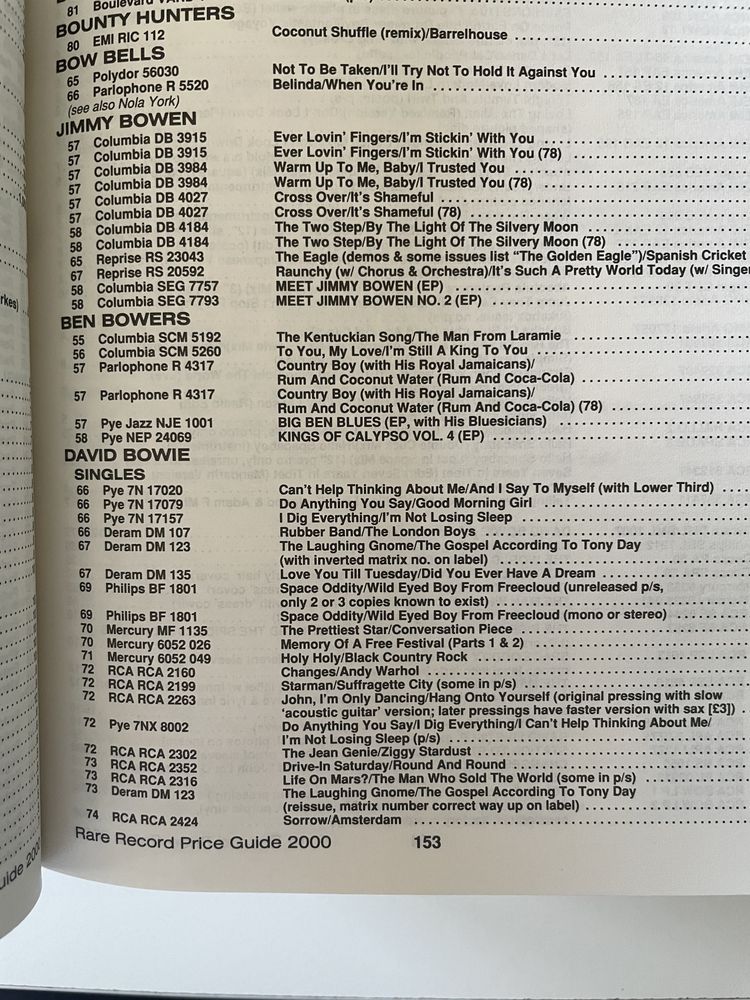 81 Boulevard
BOUNTY HUNTERS
80 EMI RIC 112 Coconut Shuffle (remix)/Barrelhouse
BOW BELLS
65 Polydor 56030 Not To Be Taken/I'll Try Not To Hold It Against You
66 Parlophone R 5520 Belinda/When You're In
(see also Nola York)
JIMMY BOWEN
57 Columbia DB 3915 Ever Lovin' Fingers/I'm Stickin' With You
57 Columbia DB 3915 Ever Lovin' Fingers/I'm Stickin' With You (78)
57 Columbia DB 3984 Warm Up To Me, Baby/I Trusted You
57 Columbia DB 3984 Warm Up To Me, Baby/I Trusted You (78)
57 Columbia DB 4027 Cross Over/It's Shameful
57 Columbia DB 4027 Cross Over/It's Shameful (78)
58 Columbia DB 4184 The Two Step/By The Light Of The Silvery Moon
58 Columbia DB 4184 The Two Step/By The Light Of The Silvery Moon (78)
65 Reprise RS 23043 The Eagle (demos & some issues list "The Golden Eagle")/Spanish Cricket
67 Reprise RS 20592 Raunchy (w/ Chorus & Orchestra)/It's Such A Pretty World Today (w/ Singer
58 Columbia SEG 7757 MEET JIMMY BOWEN (EP)
58 Columbia SEG 7793 MEET JIMMY BOWEN NO. 2 (EP)
BEN BOWERS
55 Columbia SCM 5192 The Kentuckian Song/The Man From Laramie
56 Columbia SCM 5260 To You, My Love/I'm Still A King To You
57 Parlophone R 4317 Country Boy (with His Royal Jamaicans)/
Rum And Coconut Water (Rum And Coca-Cola)
57 Parlophone R 4317 Country Boy (with His Royal Jamaicans)/
Rum And Coconut Water (Rum And Coca-Cola) (78)
57 Pye Jazz NJE 1001 BIG BEN BLUES (EP, with His Bluesicians)
58 Pye NEP 24069 KINGS OF CALYPSO VOL. 4 (EP)
DAVID BOWIE
SINGLES
66 Pye 7N 17020 Can't Help Thinking About Me/And I Say To Myself (with Lower Third)
66 Pye 7N 17079 Do Anything You Say/Good Morning Girl
66 Pye 7N 17157 I Dig Everything/I'm Not Losing Sleep
66 Deram DM 107 Rubber Band/The London Boys
67 Deram DM 123 The Laughing Gnome/The Gospel According To Tony Day
(with inverted matrix no. on label)
67 Deram DM 135 Love You Till Tuesday/Did You Ever Have A Dream
69 Philips BF 1801 Space Oddity/Wild Eyed Boy From Freecloud (unreleased p/s,
only 2 or 3 copies known to exist)
69 Philips BF 1801 Space Oddity/Wild Eyed Boy From Freecloud (mono or stereo)
70 Mercury MF 1135 The Prettiest Star/Conversation Piece
70 Mercury 6052 026 Memory Of A Free Festival (Parts 1 & 2)
71 Mercury 6052 049 Holy Holy/Black Country Rock
72 RCA RCA 2160 Changes/Andy Warhol
72 RCA RCA 2199 Starman/Suffragette City (some in p/s)
72 RCA RCA 2263 John, I'm Only Dancing/Hang Onto Yourself (original pressing with slow
'acoustic guitar' version; later pressings have faster version with sax [£3])
72 Pye 7NX 8002 Do Anything You Say/I Dig Everything/I Can't Help Thinking About Me/
I'm Not Losing Sleep (p/s)
72 RCA RCA 2302 The Jean Genie/Ziggy Stardust
73 RCA RCA 2352 Drive-In Saturday/Round And Round
73 RCA RCA 2316 Life On Mars?/The Man Who Sold The World (some in p/s)
73 Deram DM 123 The Laughing Gnome/The Gospel According To Tony Day
(reissue, matrix number correct way up on label)
74 RCA RCA 2424 Sorrow/Amsterdam
Rare Record Price Guide 2000 153